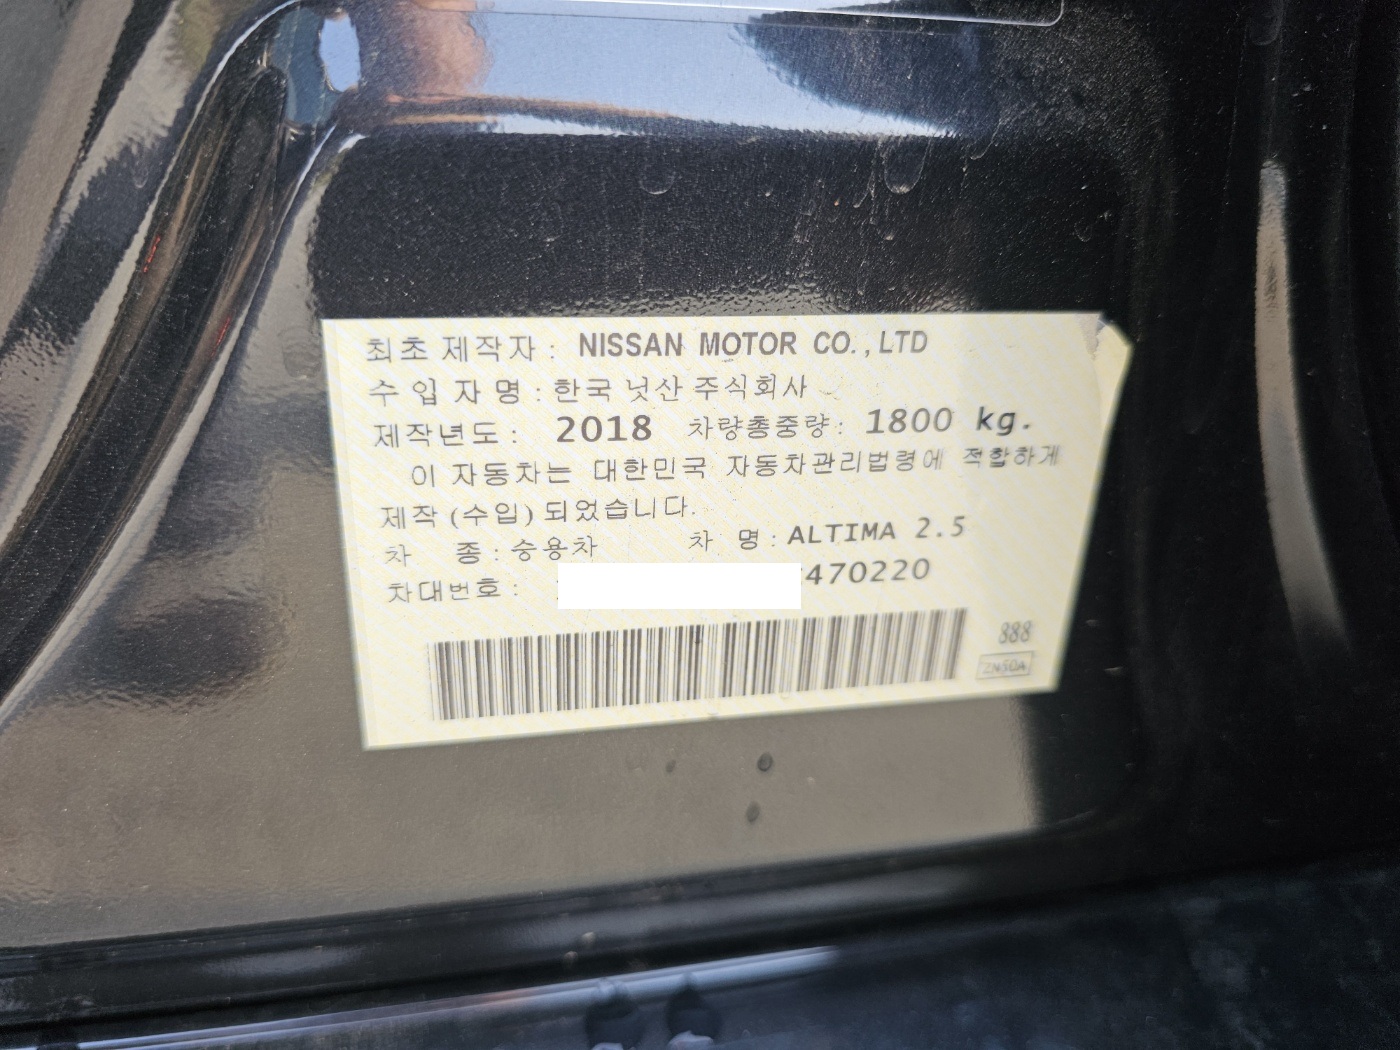 최초 제작자 : NISSAN MOTOR CO., LTD
수 입 자 명 : 한국 닛산 주식회사
제작년도 : 2018 차량총중량 : 1800 kg.
이 자동차는 대한민국 자동차관리법령에 적합하게
제작 (수입) 되었습니다.
차 종 : 승용차 차 명 : ALTIMA 2.5
차대번호 : 470220
888
ZN50A